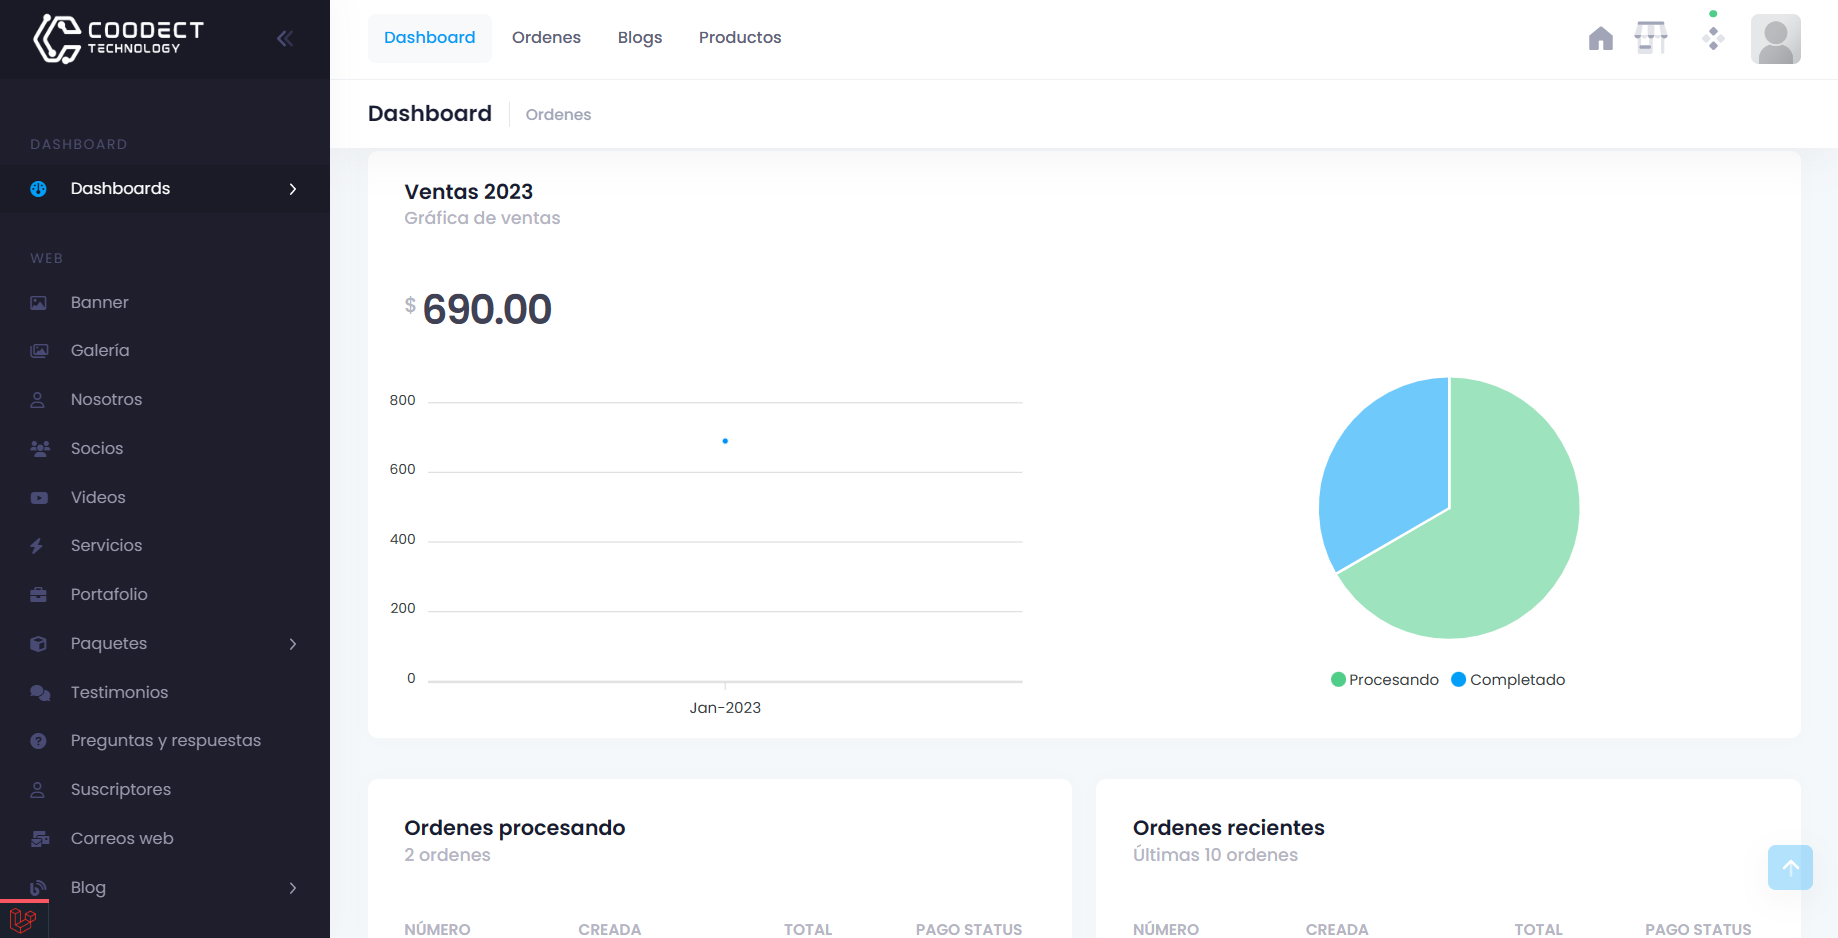 COODECT
TECHNOLOGY
Dashboard
Ordenes
Blogs
Productos
Dashboard
Ordenes
DASHBOARD
Dashboards
WEB
Banner
Galería
Nosotros
Socios
Videos
Servicios
Portafolio
Paquetes
Testimonios
Preguntas y respuestas
Suscriptores
Correos web
Blog
Ventas 2023
Gráfica de ventas
$ 690.00
800
600
400
200
0
Jan-2023
Procesando
Completado
Ordenes procesando
2 ordenes
NÚMERO CREADA TOTAL PAGO STATUS
Ordenes recientes
Últimas 10 ordenes
NÚMERO CREADA TOTAL PAGO STATUS